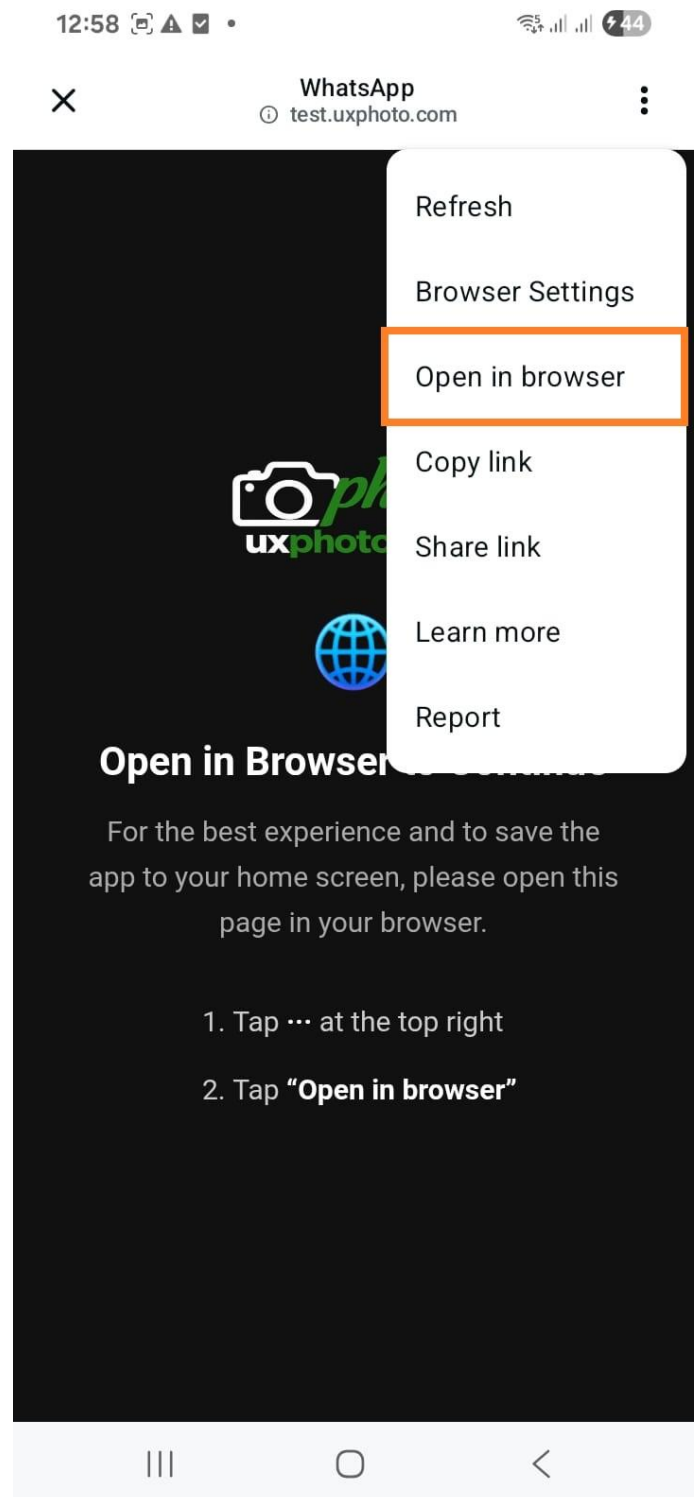 12:58
44
WhatsApp
test.uxphoto.com
Refresh
Browser Settings
Open in browser
Copy link
Share link
Learn more
Report
uxphoto
Open in Browser
For the best experience and to save the
app to your home screen, please open this
page in your browser.
1. Tap ··· at the top right
2. Tap “Open in browser”